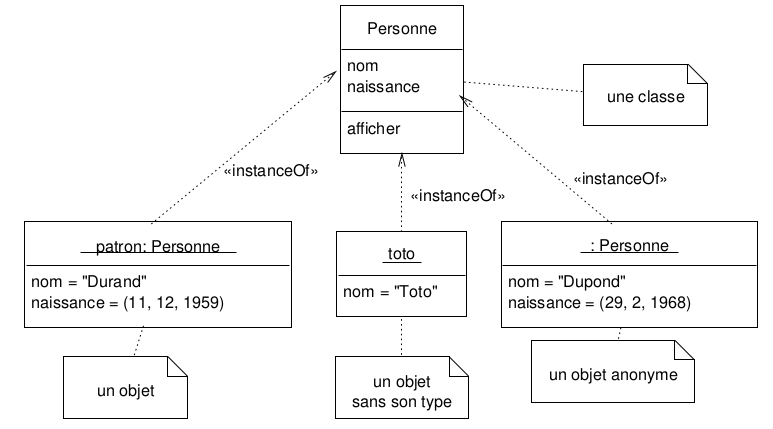 Personne
nom
naissance
afficher
une classe
«instanceOf»
«instanceOf»
«instanceOf»
patron: Personne
nom = "Durand"
naissance = (11, 12, 1959)
toto
nom = "Toto"
: Personne
nom = "Dupond"
naissance = (29, 2, 1968)
un objet
un objet
sans son type
un objet anonyme